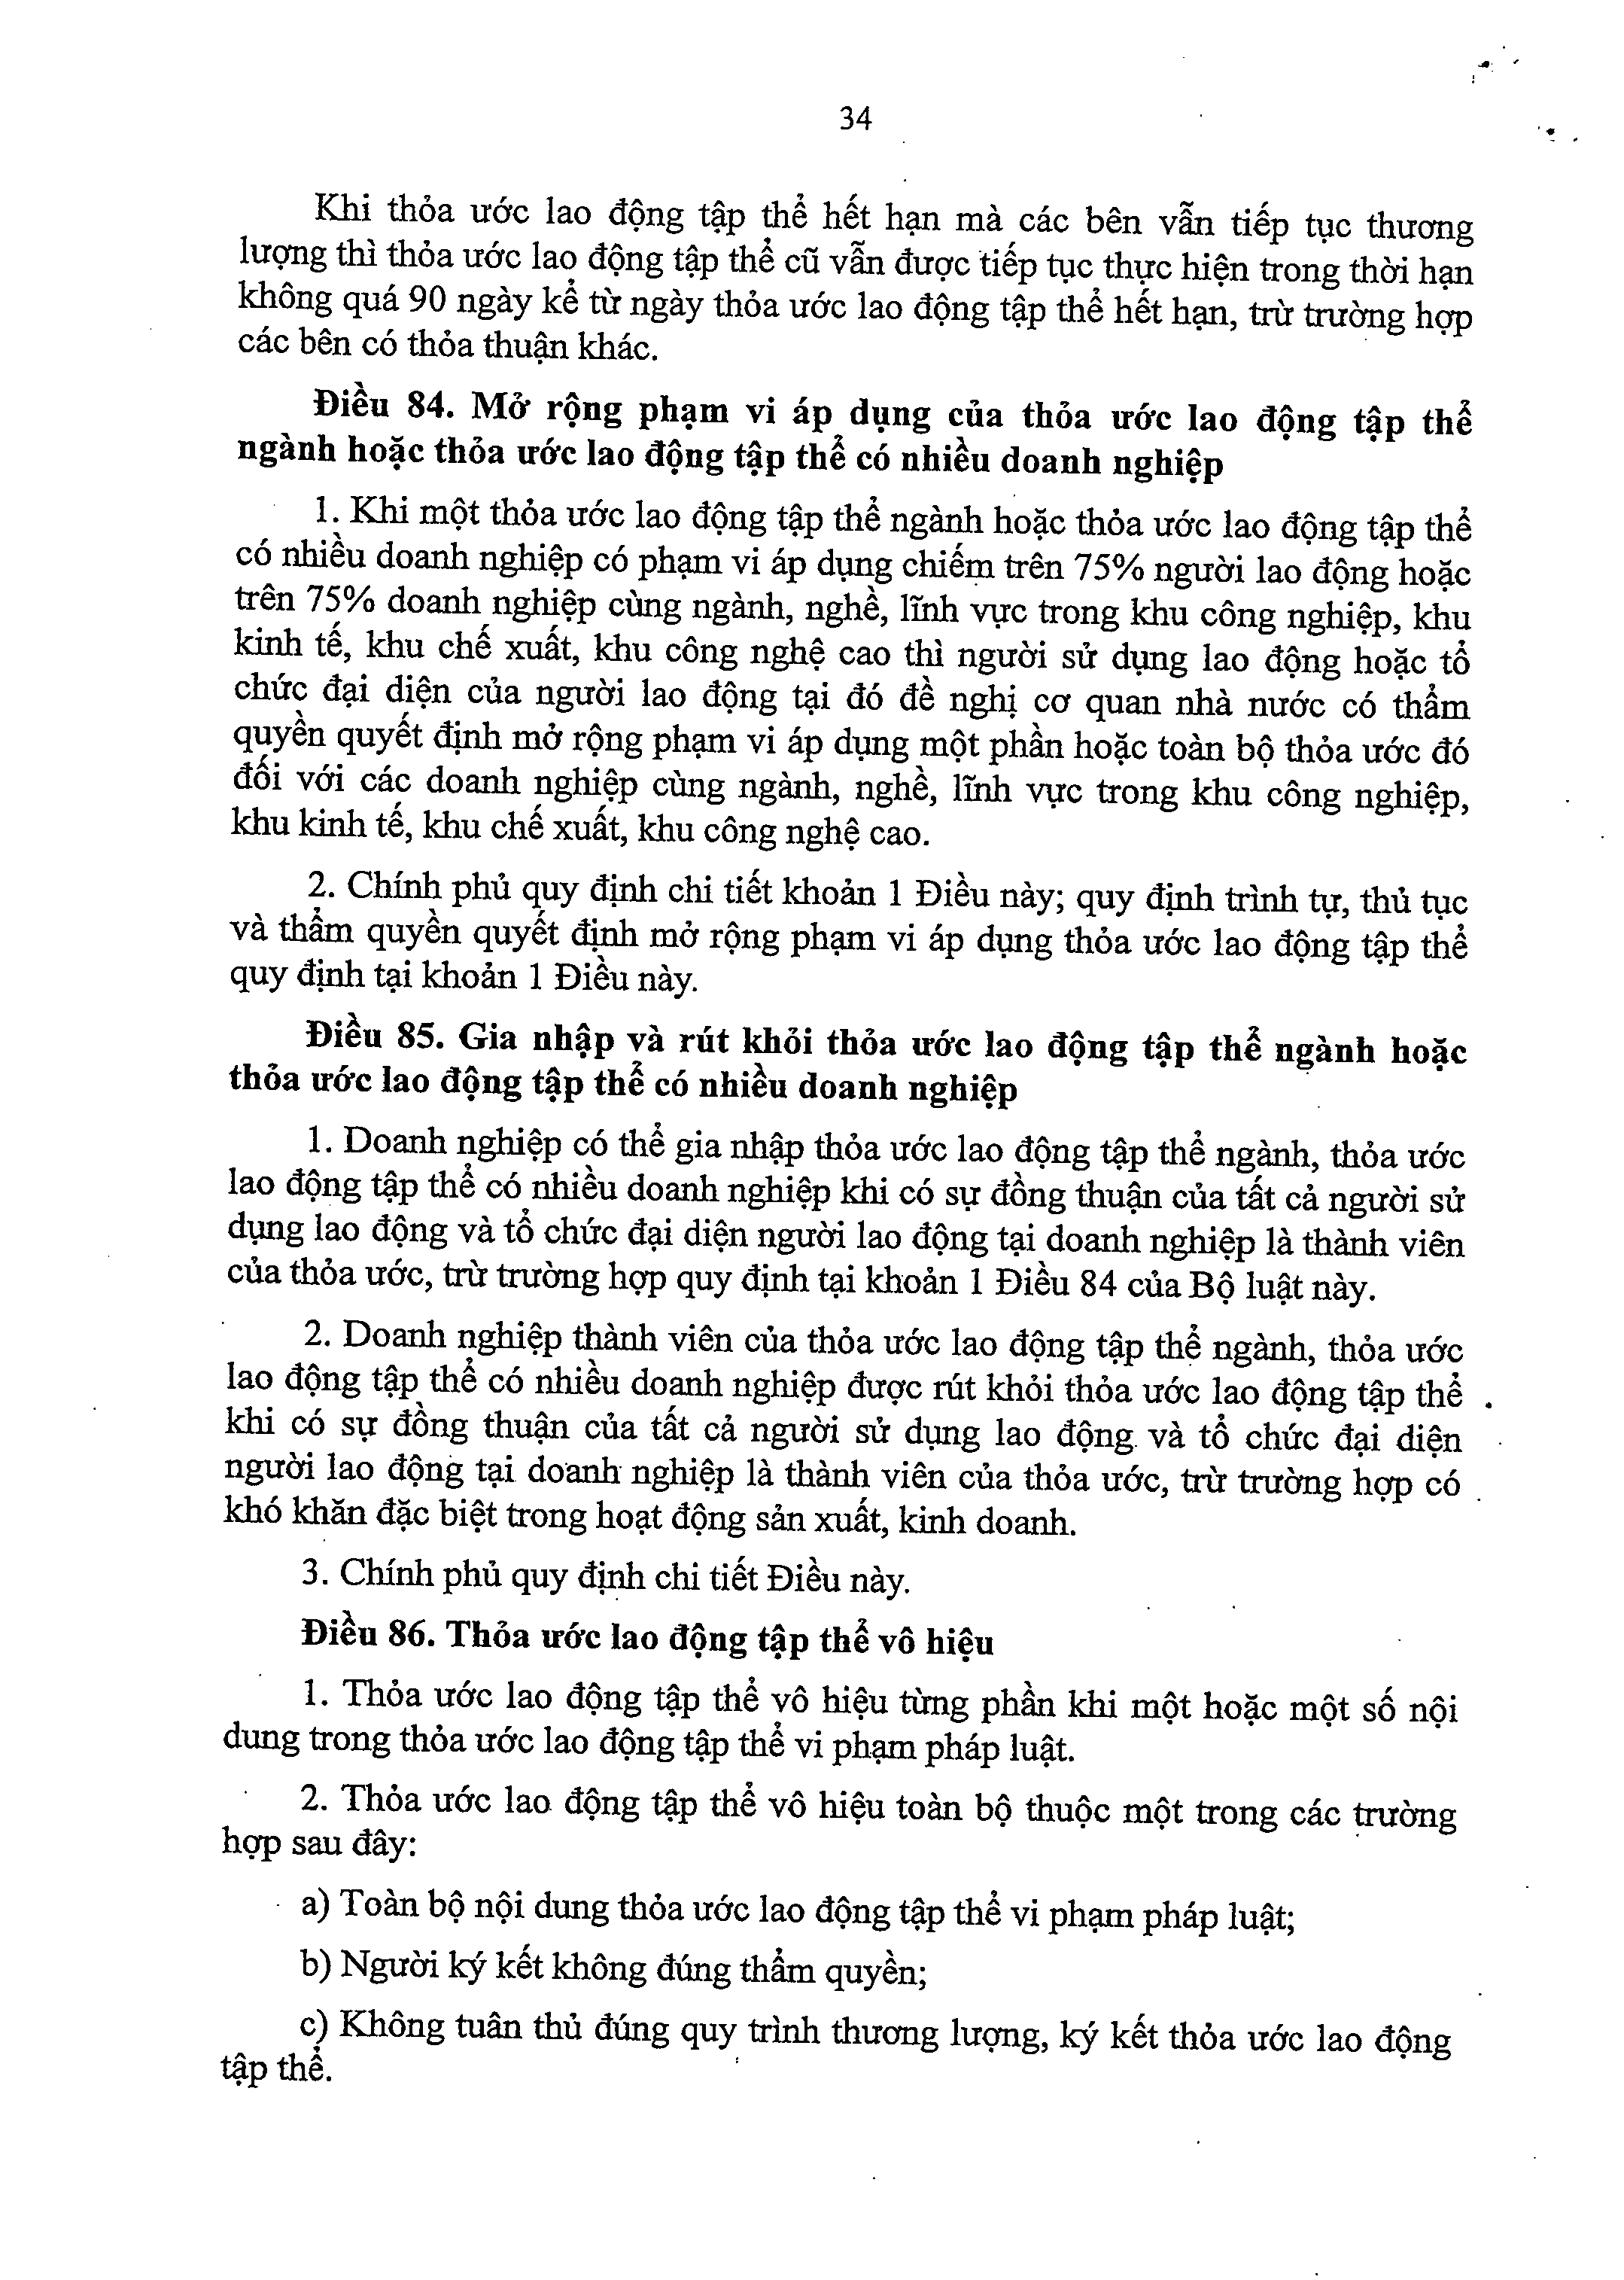 34
Khi thỏa ước lao động tập thể hết hạn mà các bên vẫn tiếp tục thương
lượng thì thỏa ước lao động tập thể cũ vẫn được tiếp tục thực hiện trong thời hạn
không quá 90 ngày kể từ ngày thỏa ước lao động tập thể hết hạn, trừ trường hợp
các bên có thỏa thuận khác.
Điều 84. Mở rộng phạm vi áp dụng của thỏa ước lao động tập thể
ngành hoặc thỏa ước lao động tập thể có nhiều doanh nghiệp
1. Khi một thỏa ước lao động tập thể ngành hoặc thỏa ước lao động tập thể
có nhiều doanh nghiệp có phạm vi áp dụng chiếm trên 75% người lao động hoặc
trên 75% doanh nghiệp cùng ngành, nghề, lĩnh vực trong khu công nghiệp, khu
kinh tế, khu chế xuất, khu công nghệ cao thì người sử dụng lao động hoặc tổ
chức đại diện của người lao động tại đó đề nghị cơ quan nhà nước có thẩm
quyền quyết định mở rộng phạm vi áp dụng một phần hoặc toàn bộ thỏa ước đó
đối với các doanh nghiệp cùng ngành, nghề, lĩnh vực trong khu công nghiệp,
khu kinh tế, khu chế xuất, khu công nghệ cao.
2. Chính phủ quy định chi tiết khoản 1 Điều này; quy định trình tự, thủ tục
và thẩm quyền quyết định mở rộng phạm vi áp dụng thỏa ước lao động tập thể
quy định tại khoản 1 Điều này.
Điều 85. Gia nhập và rút khỏi thỏa ước lao động tập thể ngành hoặc
thỏa ước lao động tập thể có nhiều doanh nghiệp
1. Doanh nghiệp có thể gia nhập thỏa ước lao động tập thể ngành, thỏa ước
lao động tập thể có nhiều doanh nghiệp khi có sự đồng thuận của tất cả người sử
dụng lao động và tổ chức đại diện người lao động tại doanh nghiệp là thành viên
của thỏa ước, trừ trường hợp quy định tại khoản 1 Điều 84 của Bộ luật này.
2. Doanh nghiệp thành viên của thỏa ước lao động tập thể ngành, thỏa ước
lao động tập thể có nhiều doanh nghiệp được rút khỏi thỏa ước lao động tập thể
khi có sự đồng thuận của tất cả người sử dụng lao động và tổ chức đại diện
người lao động tại doanh nghiệp là thành viên của thỏa ước, trừ trường hợp có
khó khăn đặc biệt trong hoạt động sản xuất, kinh doanh.
3. Chính phủ quy định chi tiết Điều này.
Điều 86. Thỏa ước lao động tập thể vô hiệu
1. Thỏa ước lao động tập thể vô hiệu từng phần khi một hoặc một số nội
dung trong thỏa ước lao động tập thể vi phạm pháp luật.
2. Thỏa ước lao động tập thể vô hiệu toàn bộ thuộc một trong các trường
hợp sau đây:
a) Toàn bộ nội dung thỏa ước lao động tập thể vi phạm pháp luật;
b) Người ký kết không đúng thẩm quyền;
c) Không tuân thủ đúng quy trình thương lượng, ký kết thỏa ước lao động
tập thể.